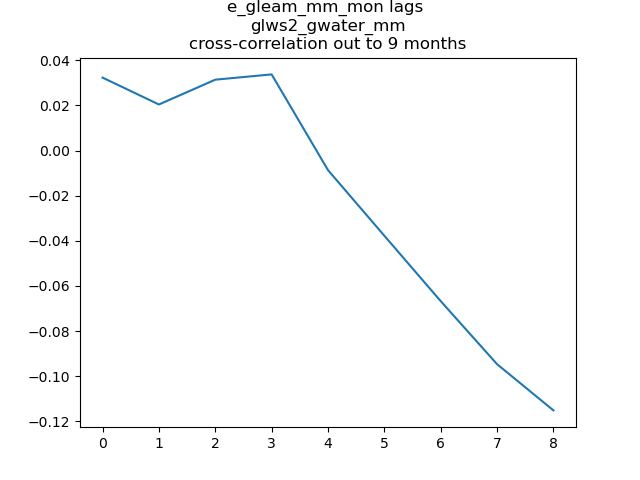 e_gleam_mm_mon lags
glws2_gwater_mm
cross-correlation out to 9 months
0.04
0.02
0.00
−0.02
−0.04
−0.06
−0.08
−0.10
−0.12
0 1 2 3 4 5 6 7 8